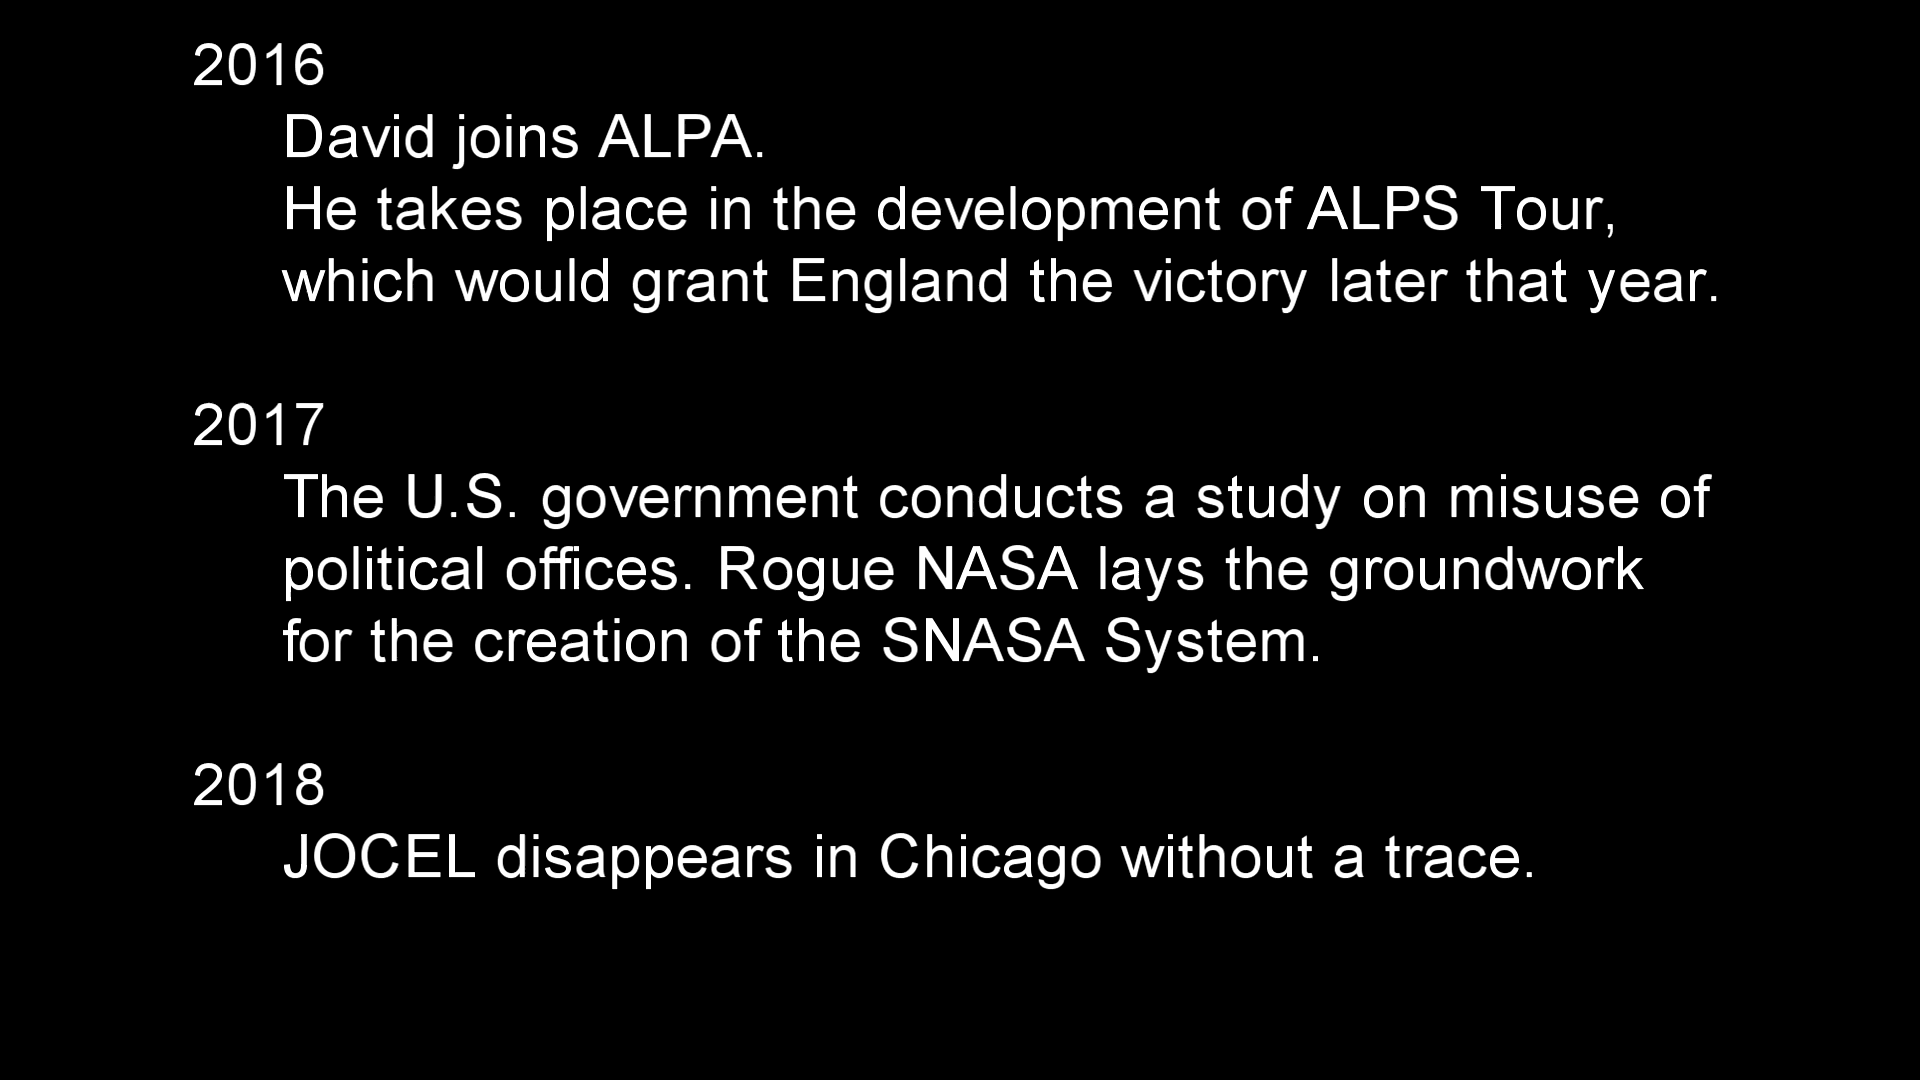 2016
David joins ALPA.
He takes place in the development of ALPS Tour,
which would grant England the victory later that year.
2017
The U.S. government conducts a study on misuse of
political offices. Rogue NASA lays the groundwork
for the creation of the SNASA System.
2018
JOCEL disappears in Chicago without a trace.